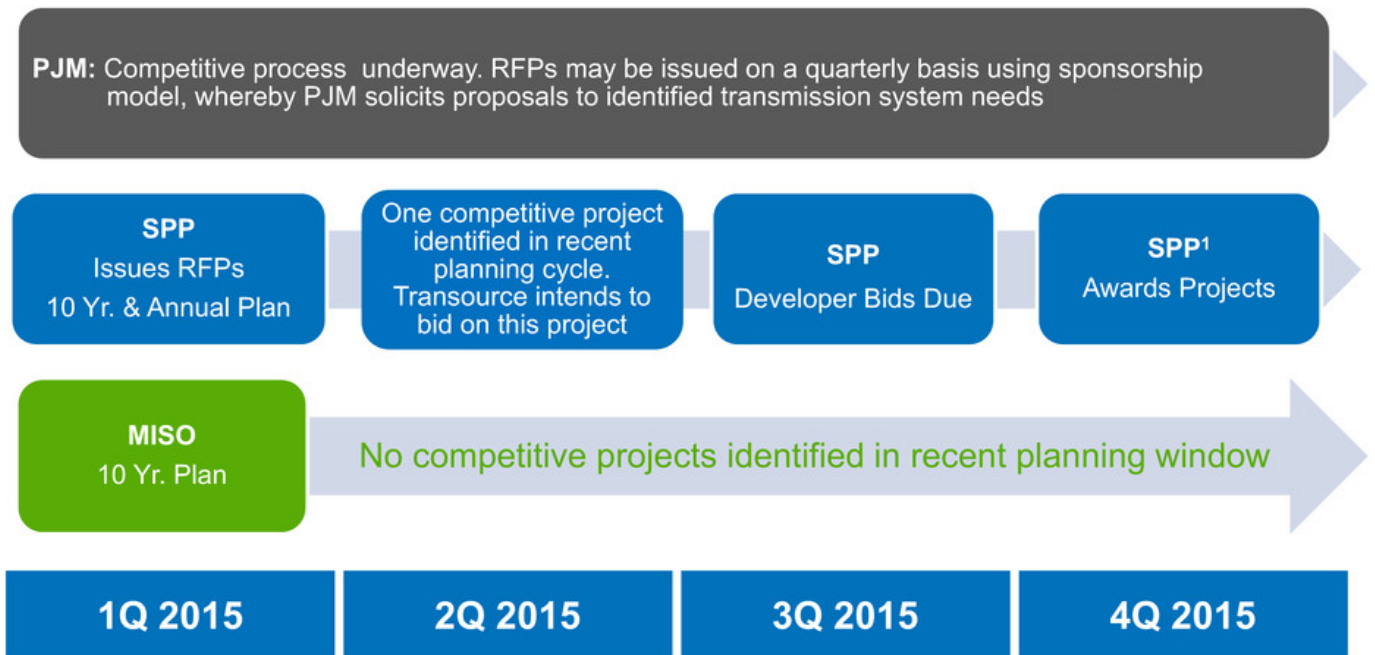 PJM: Competitive process underway. RFPs may be issued on a quarterly basis using sponsorship
model, whereby PJM solicits proposals to identified transmission system needs
SPP
Issues RFPs
10 Yr. & Annual Plan
One competitive project
identified in recent
planning cycle.
Transource intends to
bid on this project
SPP
Developer Bids Due
SPP¹
Awards Projects
MISO
10 Yr. Plan
No competitive projects identified in recent planning window
1Q 2015
2Q 2015
3Q 2015
4Q 2015